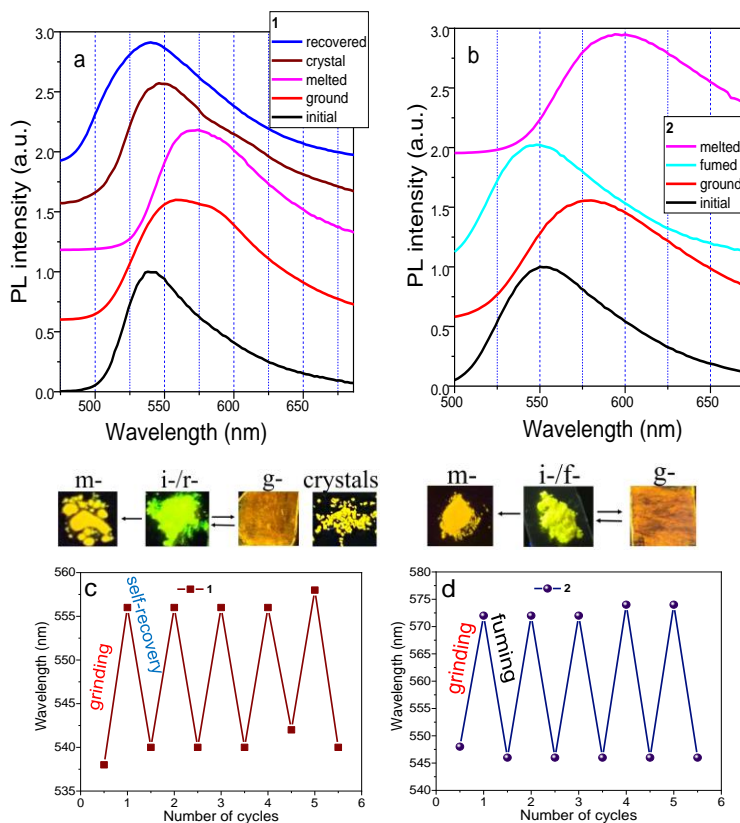 a
1
recovered
crystal
melted
ground
initial
3.0
2.5
2.0
1.5
1.0
0.5
0.0
PL intensity (a.u.)
500 550 600 650
Wavelength (nm)
b
2
melted
fumed
ground
initial
3.0
2.5
2.0
1.5
1.0
0.5
0.0
PL intensity (a.u.)
500 550 600 650
Wavelength (nm)
m- i-/r- g- crystals
m- i-/f- g-
c
1
grinding
self-recovery
560
555
550
545
540
535
Wavelength (nm)
0 1 2 3 4 5 6
Number of cycles
d
2
grinding
fuming
580
575
570
565
560
555
550
545
540
Wavelength (nm)
0 1 2 3 4 5 6
Number of cycles